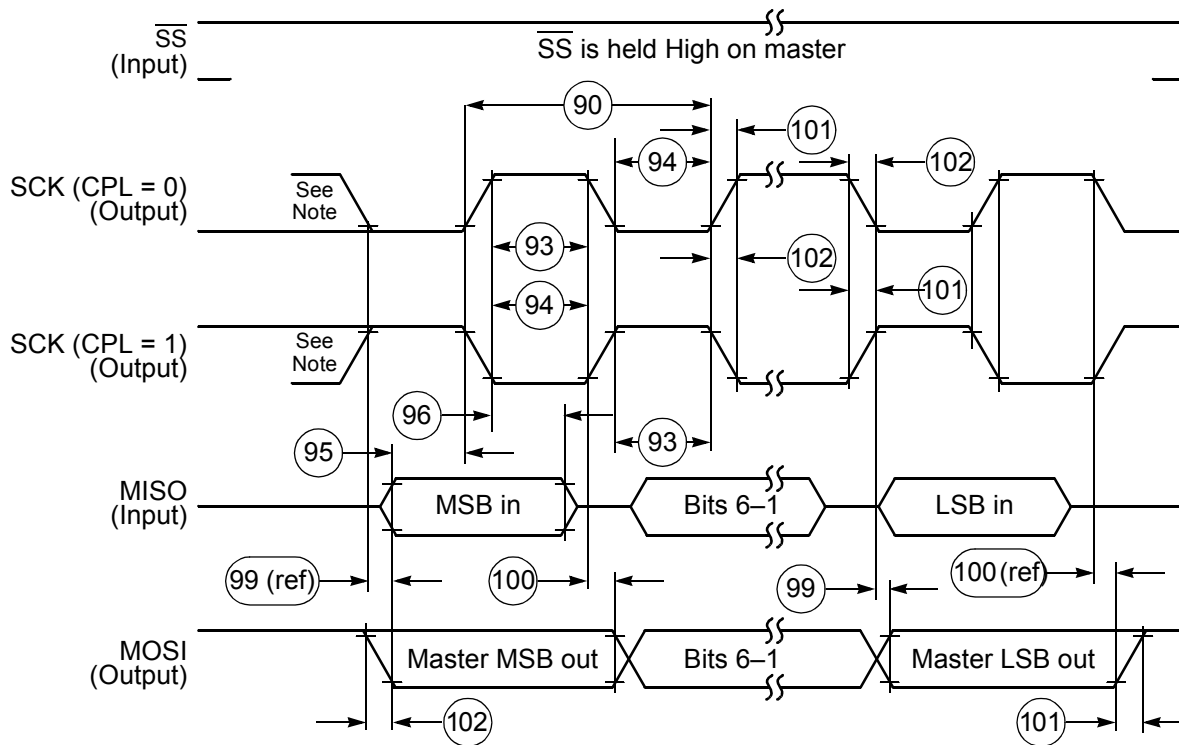 SS
(Input)
SS is held High on master
90
101
94
102
SCK (CPL = 0)
(Output)
See
Note
93
102
94
101
SCK (CPL = 1)
(Output)
See
Note
96
93
95
MISO
(Input)
MSB in
Bits 6–1
LSB in
99 (ref)
100
99
100 (ref)
MOSI
(Output)
Master MSB out
Bits 6–1
Master LSB out
102
101